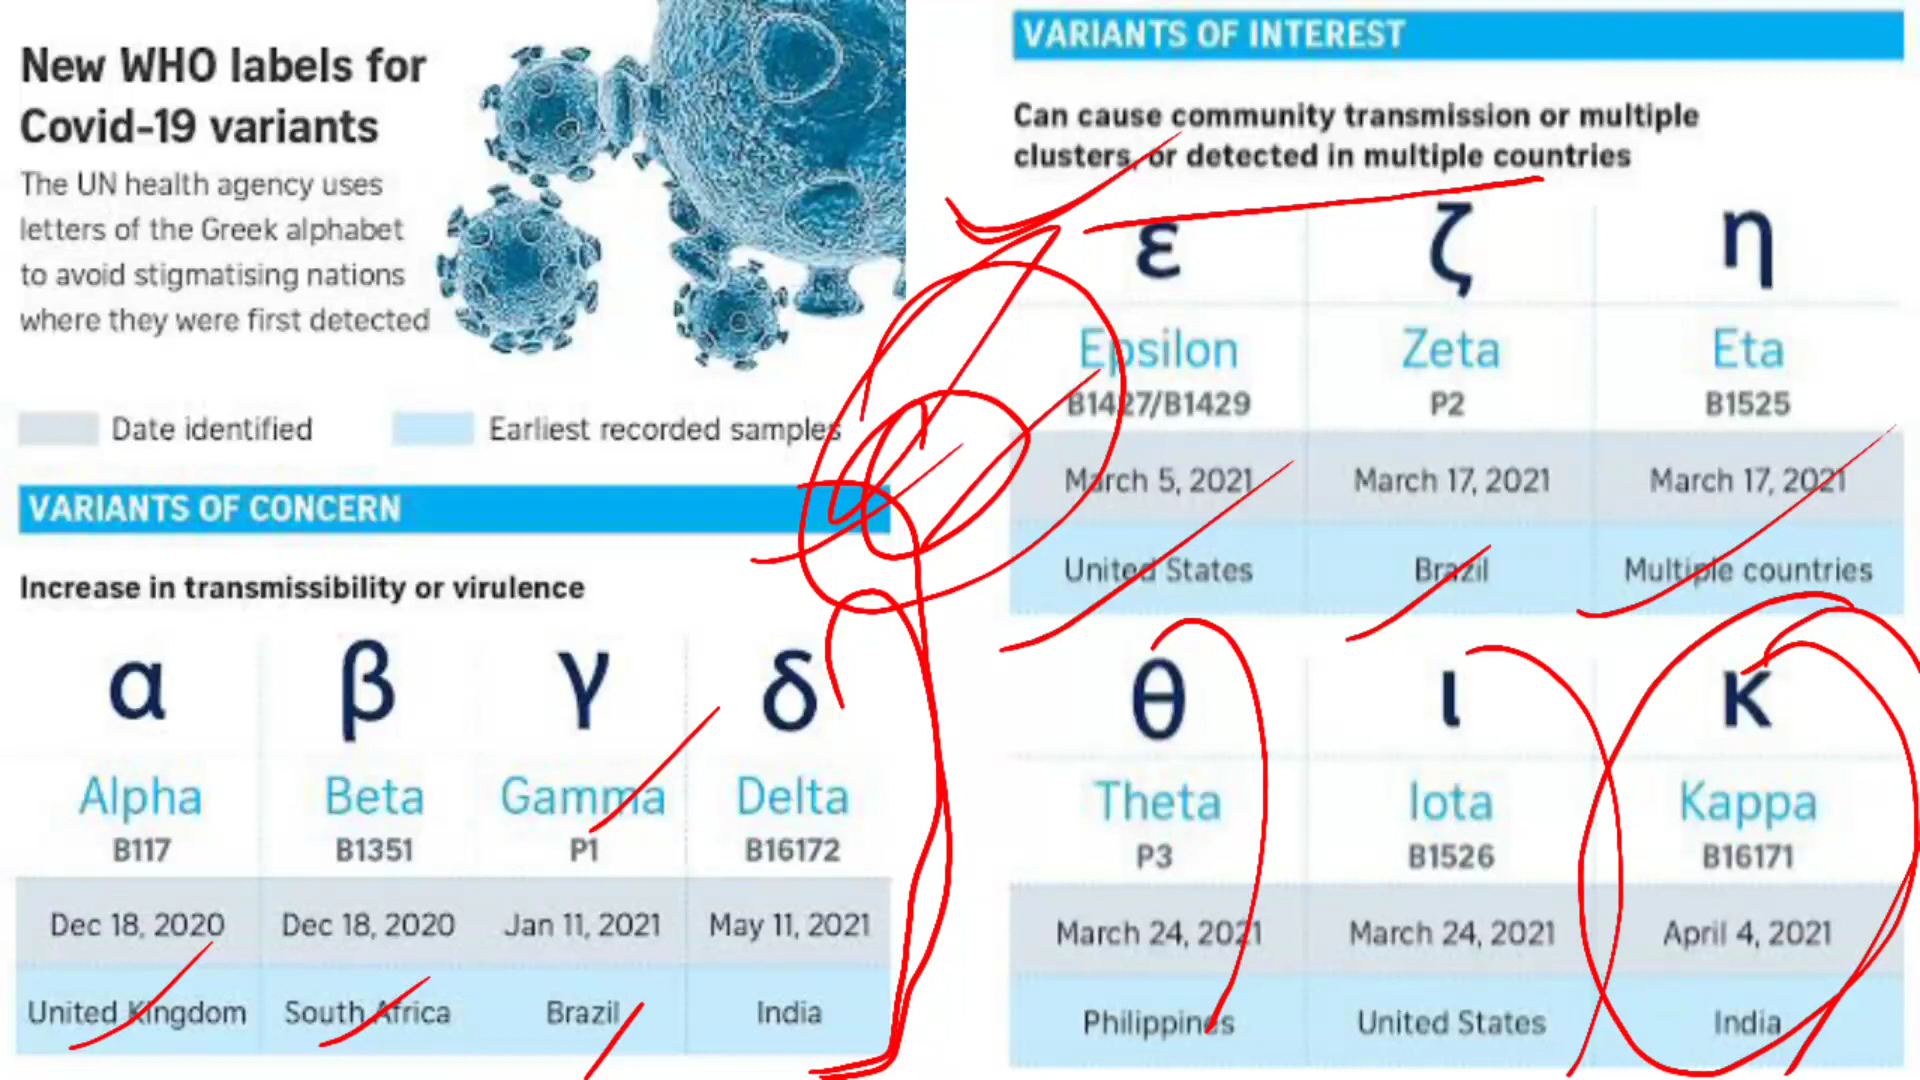 New WHO labels for
Covid-19 variants
The UN health agency uses
letters of the Greek alphabet
to avoid stigmatising nations
where they were first detected
Date identified
Earliest recorded samples
VARIANTS OF CONCERN
Increase in transmissibility or virulence
α β γ δ
Alpha Beta Gamma Delta
B117 B1351 P1 B16172
Dec 18, 2020 Dec 18, 2020 Jan 11, 2021 May 11, 2021
United Kingdom South Africa Brazil India
VARIANTS OF INTEREST
Can cause community transmission or multiple
clusters, or detected in multiple countries
ε ζ η
Epsilon Zeta Eta
B1427/B1429 P2 B1525
March 5, 2021 March 17, 2021 March 17, 2021
United States Brazil Multiple countries
θ ι κ
Theta Iota Kappa
P3 B1526 B16171
March 24, 2021 March 24, 2021 April 4, 2021
Philippines United States India